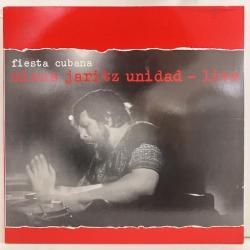 fiesta cubana
klaus jaritz unidad - live